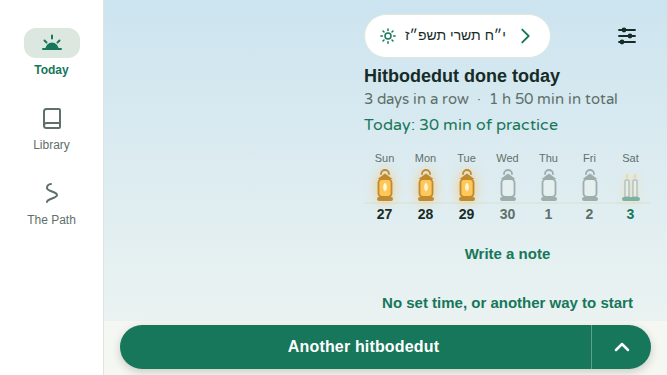 Today
Library
The Path
י״ח תשרי תשפ״ז
Hitbodedut done today
3 days in a row · 1 h 50 min in total
Today: 30 min of practice
Sun Mon Tue Wed Thu Fri Sat
27 28 29 30 1 2 3
Write a note
No set time, or another way to start
Another hitbodedut